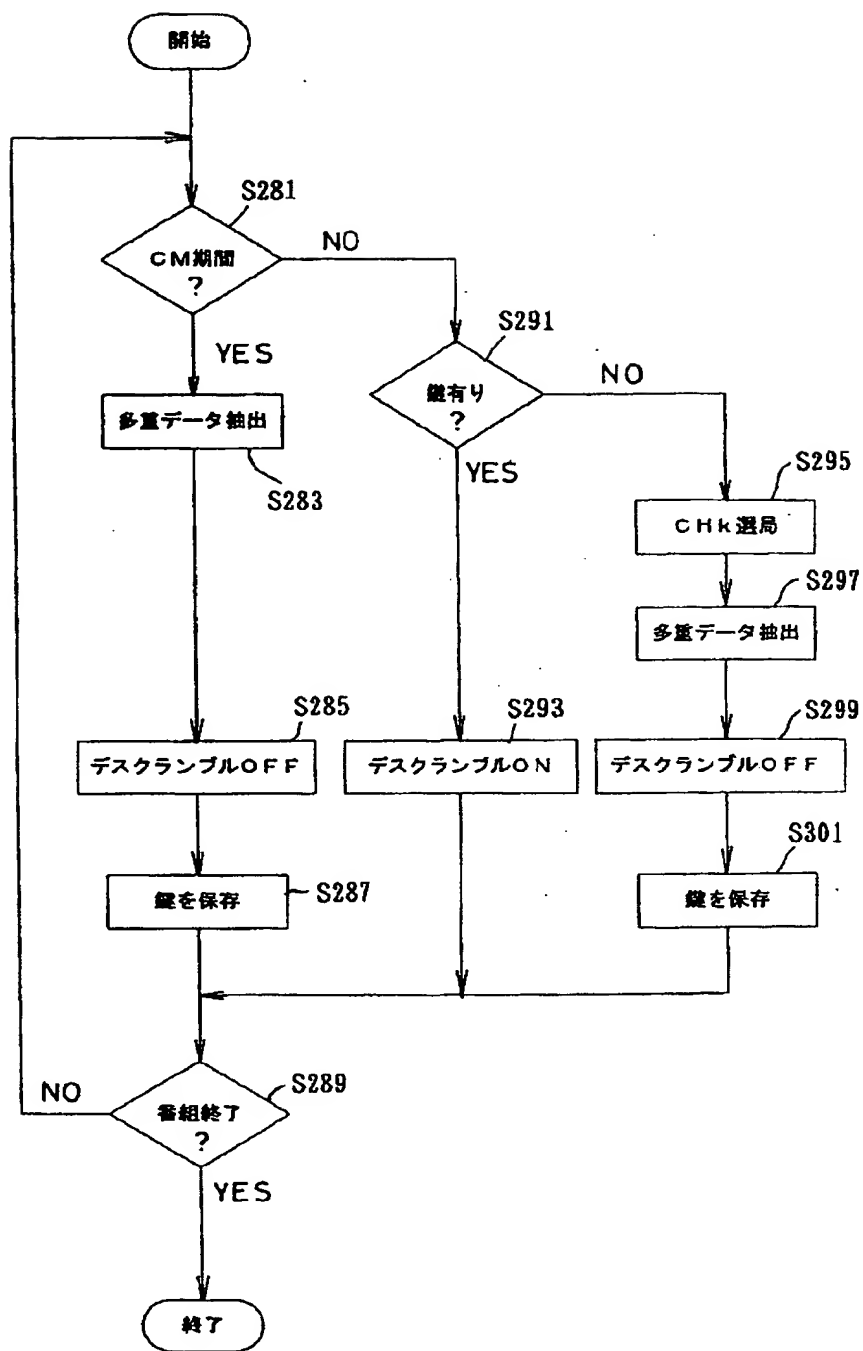 開始
S281
CM期間
?
NO
S291
YES
鍵有り
?
NO
多重データ抽出
S283
YES
S295
CHk選局
S297
多重データ抽出
S285
S293
S299
デスクランブルOFF
デスクランブルON
デスクランブルOFF
S301
鍵を保存
S287
鍵を保存
S289
NO
番組終了
?
YES
終了